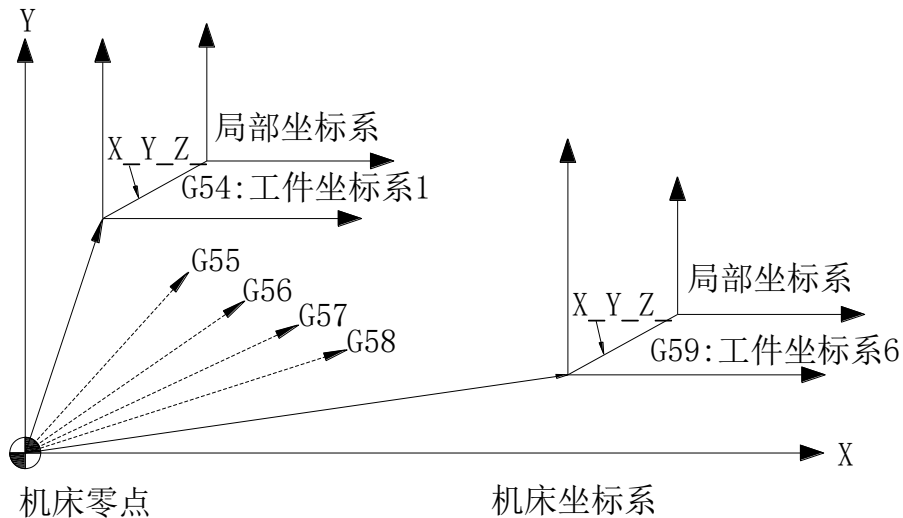 Y
局部坐标系
X_Y_Z_
G54:工件坐标系1
G55
G56
G57
G58
局部坐标系
X_Y_Z_
G59:工件坐标系6
X
机床零点
机床坐标系